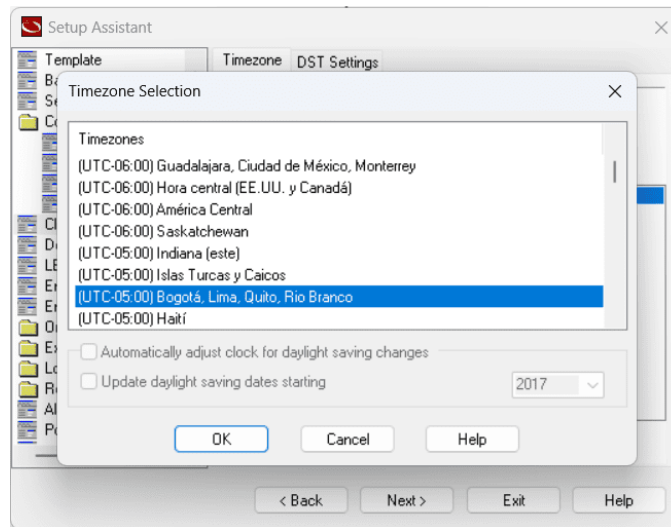 Setup Assistant
Template
Timezone
DST Settings
Timezone Selection
Timezones
(UTC-06:00) Guadalajara, Ciudad de México, Monterrey
(UTC-06:00) Hora central (EE.UU. y Canadá)
(UTC-06:00) América Central
(UTC-06:00) Saskatchewan
(UTC-05:00) Indiana (este)
(UTC-05:00) Islas Turcas y Caicos
(UTC-05:00) Bogotá, Lima, Quito, Rio Branco
(UTC-05:00) Haití
Automatically adjust clock for daylight saving changes
Update daylight saving dates starting
2017
OK
Cancel
Help
< Back
Next >
Exit
Help